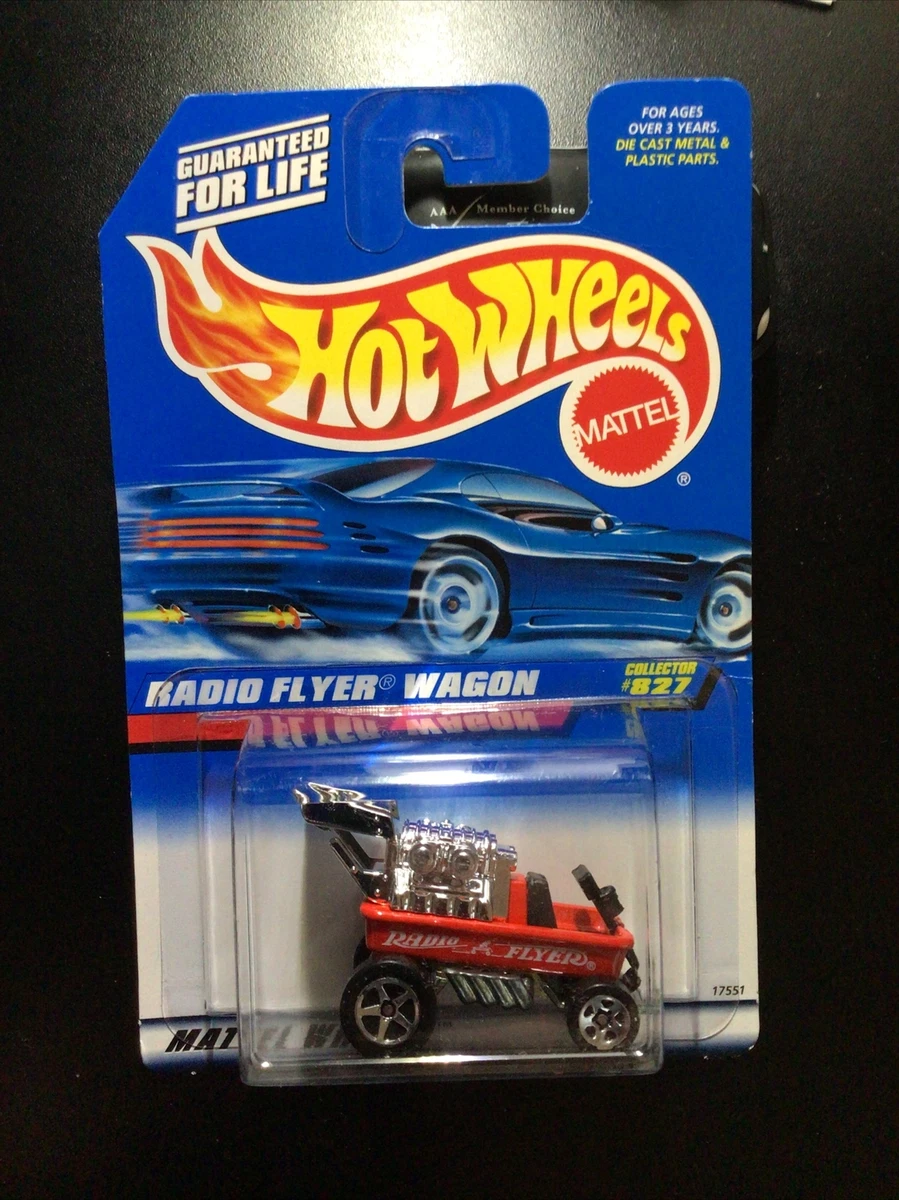 GUARANTEED
FOR LIFE
FOR AGES
OVER 3 YEARS.
DIE CAST METAL &
PLASTIC PARTS.
AAA Member Choice
HOT WHEELS
MATTEL
®
RADIO FLYER® WAGON
COLLECTOR
#827
RADIO FLYER®
17551
MATTEL